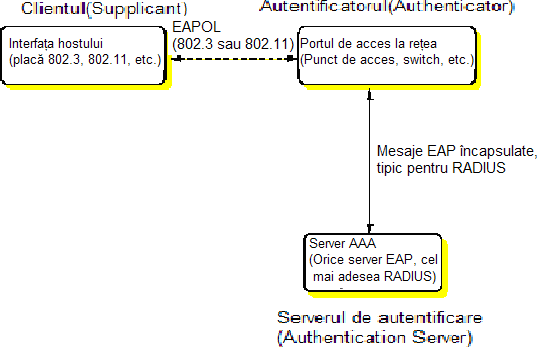 Clientul(Supplicant)
Autentificatorul(Authenticator)
EAPOL
(802.3 sau 802.11)
Interfața hostului
(placă 802.3, 802.11, etc.)
Portul de acces la rețea
(Punct de acces, switch, etc.)
Mesaje EAP încapsulate,
tipic pentru RADIUS
Server AAA
(Orice server EAP, cel
mai adesea RADIUS)
Serverul de autentificare
(Authentication Server)